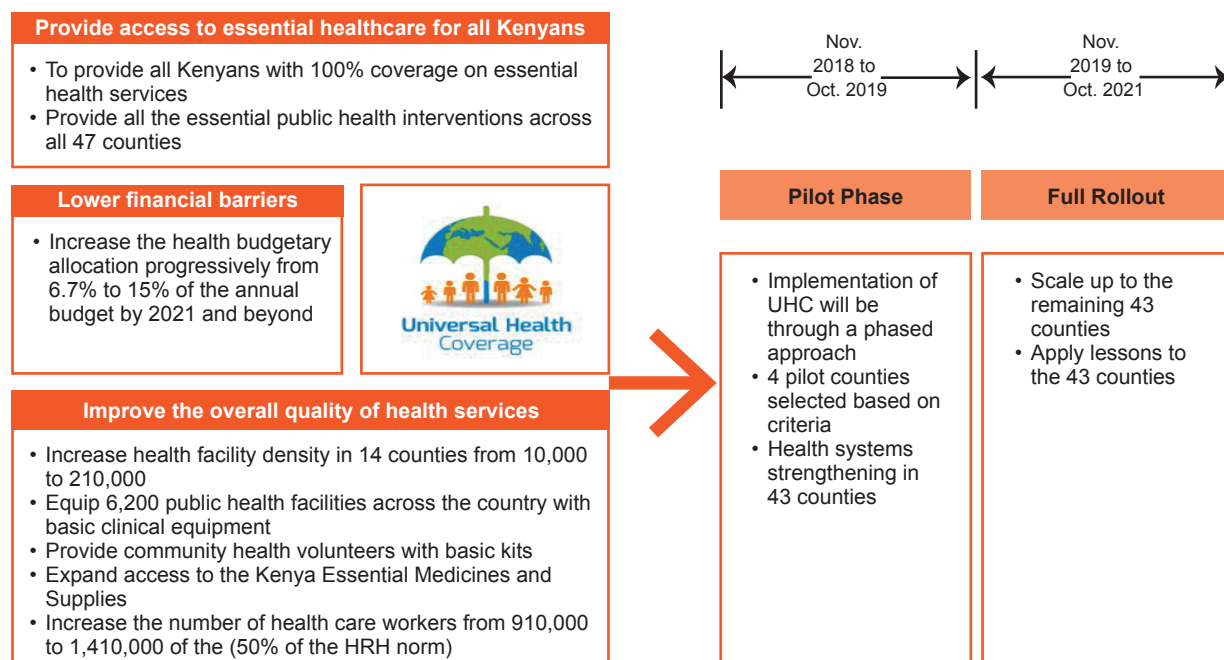 Provide access to essential healthcare for all Kenyans
• To provide all Kenyans with 100% coverage on essential
health services
• Provide all the essential public health interventions across
all 47 counties
Lower financial barriers
• Increase the health budgetary
allocation progressively from
6.7% to 15% of the annual
budget by 2021 and beyond
Universal Health
Coverage
Improve the overall quality of health services
• Increase health facility density in 14 counties from 10,000
to 210,000
• Equip 6,200 public health facilities across the country with
basic clinical equipment
• Provide community health volunteers with basic kits
• Expand access to the Kenya Essential Medicines and
Supplies
• Increase the number of health care workers from 910,000
to 1,410,000 of the (50% of the HRH norm)
Nov.
2018 to
Oct. 2019
Pilot Phase
• Implementation of
UHC will be
through a phased
approach
• 4 pilot counties
selected based on
criteria
• Health systems
strengthening in
43 counties
Nov.
2019 to
Oct. 2021
Full Rollout
• Scale up to the
remaining 43
counties
• Apply lessons to
the 43 counties